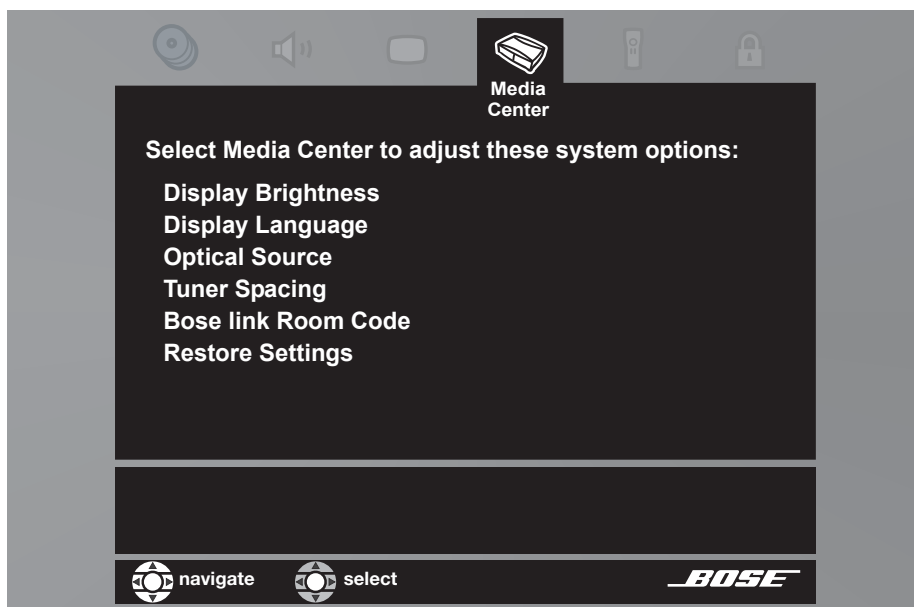 Media
Center
Select Media Center to adjust these system options:
Display Brightness
Display Language
Optical Source
Tuner Spacing
Bose link Room Code
Restore Settings
navigate select BOSE